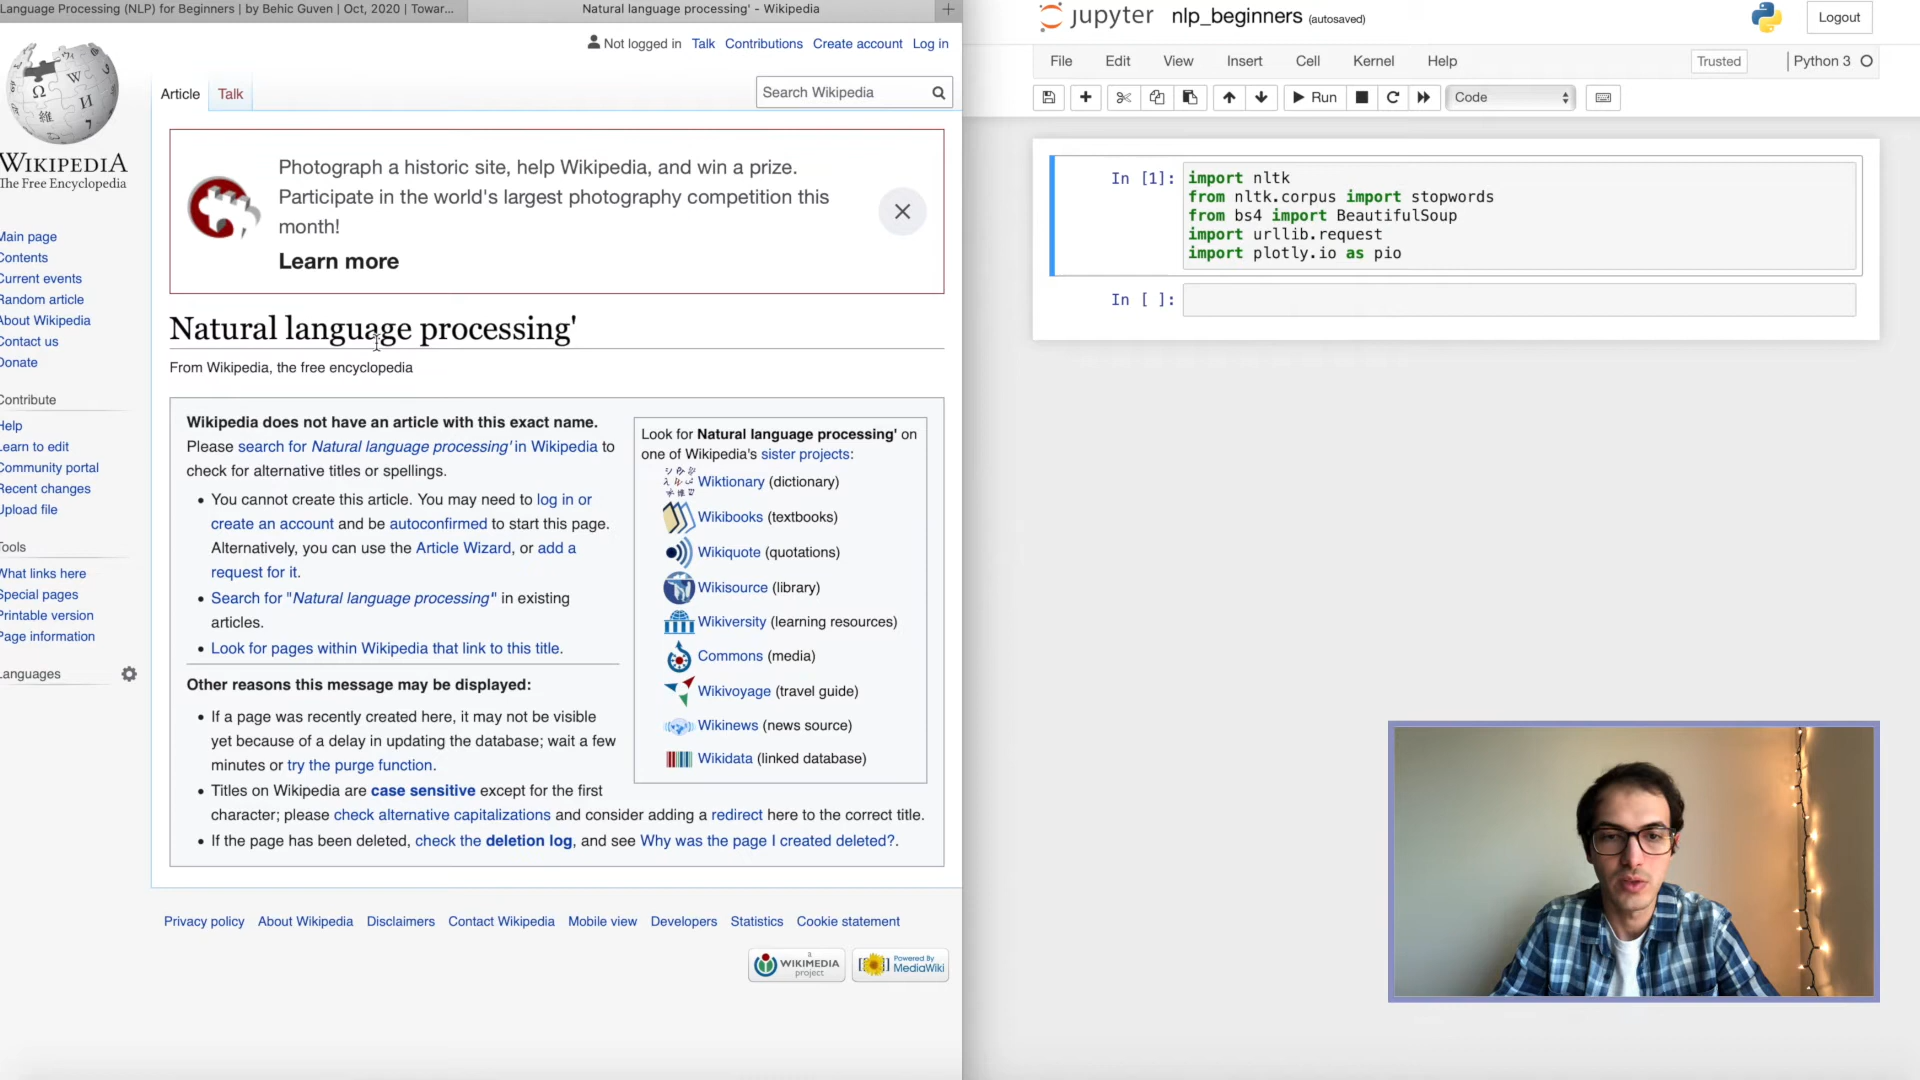 Language Processing (NLP) for Beginners | by Behic Guven | Oct, 2020 | Towar...
Natural language processing' - Wikipedia
Not logged in Talk Contributions Create account Log in
WIKIPEDIA
The Free Encyclopedia
Article Talk
Search Wikipedia
Photograph a historic site, help Wikipedia, and win a prize.
Participate in the world's largest photography competition this
month!
Learn more
Main page
Contents
Current events
Random article
About Wikipedia
Contact us
Donate
Contribute
Help
Learn to edit
Community portal
Recent changes
Upload file
Tools
What links here
Special pages
Printable version
Page information
Languages
Natural language processing'
From Wikipedia, the free encyclopedia
Wikipedia does not have an article with this exact name.
Please search for Natural language processing' in Wikipedia to
check for alternative titles or spellings.
• You cannot create this article. You may need to log in or
create an account and be autoconfirmed to start this page.
Alternatively, you can use the Article Wizard, or add a
request for it.
• Search for "Natural language processing'" in existing
articles.
• Look for pages within Wikipedia that link to this title.
Other reasons this message may be displayed:
• If a page was recently created here, it may not be visible
yet because of a delay in updating the database; wait a few
minutes or try the purge function.
• Titles on Wikipedia are case sensitive except for the first
character; please check alternative capitalizations and consider adding a redirect here to the correct title.
• If the page has been deleted, check the deletion log, and see Why was the page I created deleted?.
Look for Natural language processing' on
one of Wikipedia's sister projects:
Wiktionary (dictionary)
Wikibooks (textbooks)
Wikiquote (quotations)
Wikisource (library)
Wikiversity (learning resources)
Commons (media)
Wikivoyage (travel guide)
Wikinews (news source)
Wikidata (linked database)
Privacy policy About Wikipedia Disclaimers Contact Wikipedia Mobile view Developers Statistics Cookie statement
a
WIKIMEDIA
project
Powered By
MediaWiki
jupyter nlp_beginners (autosaved)
Logout
File Edit View Insert Cell Kernel Help
Trusted
Python 3
Run
Code
In [1]:
import nltk
from nltk.corpus import stopwords
from bs4 import BeautifulSoup
import urllib.request
import plotly.io as pio
In [ ]: